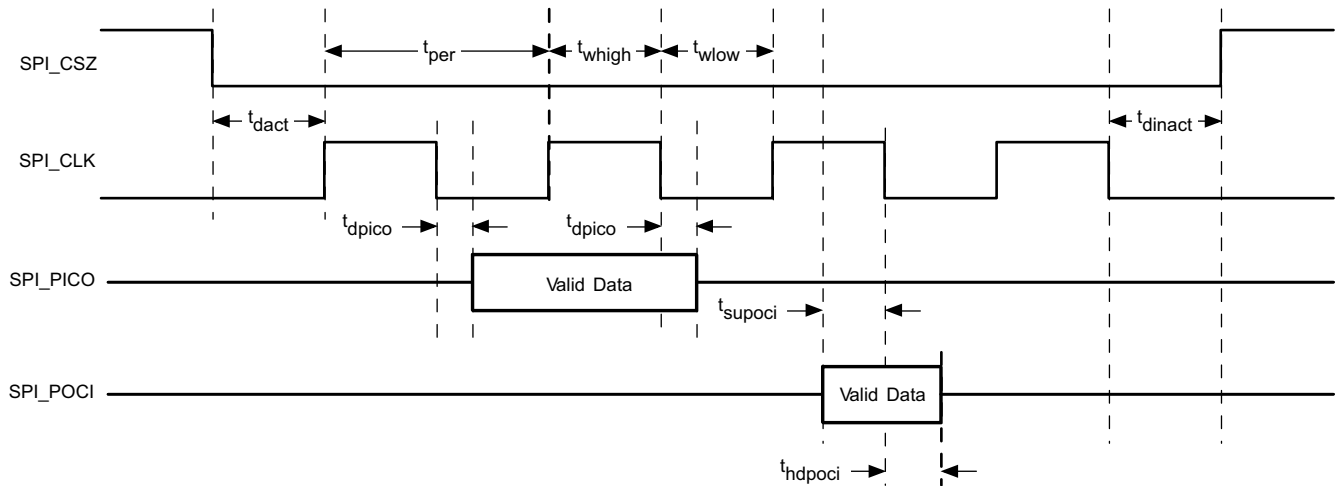 t_per
t_whigh
t_wlow
SPI_CSZ
t_dact
t_dinact
SPI_CLK
t_dpico
t_dpico
SPI_PICO
Valid Data
t_supoci
SPI_POCI
Valid Data
t_hdpoci